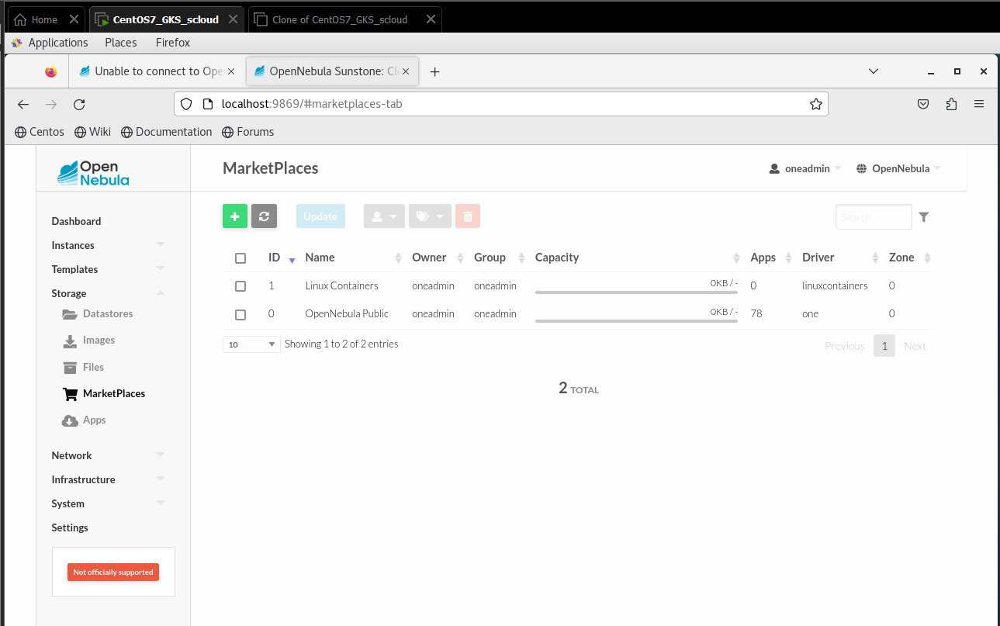 Home CentOS7_GKS_scloud Clone of CentOS7_GKS_scloud
Applications Places Firefox
Unable to connect to Ope OpenNebula Sunstone: Cl
localhost:9869/#marketplaces-tab
Centos Wiki Documentation Forums
Open
Nebula
MarketPlaces oneadmin OpenNebula
Update Search
Dashboard
Instances
Templates
Storage
Datastores
Images
Files
MarketPlaces
Apps
Network
Infrastructure
System
Settings
Not officially supported
ID Name Owner Group Capacity Apps Driver Zone
1 Linux Containers oneadmin oneadmin 0KB / - 0 linuxcontainers 0
0 OpenNebula Public oneadmin oneadmin 0KB / - 78 one 0
10 Showing 1 to 2 of 2 entries Previous 1 Next
2 TOTAL